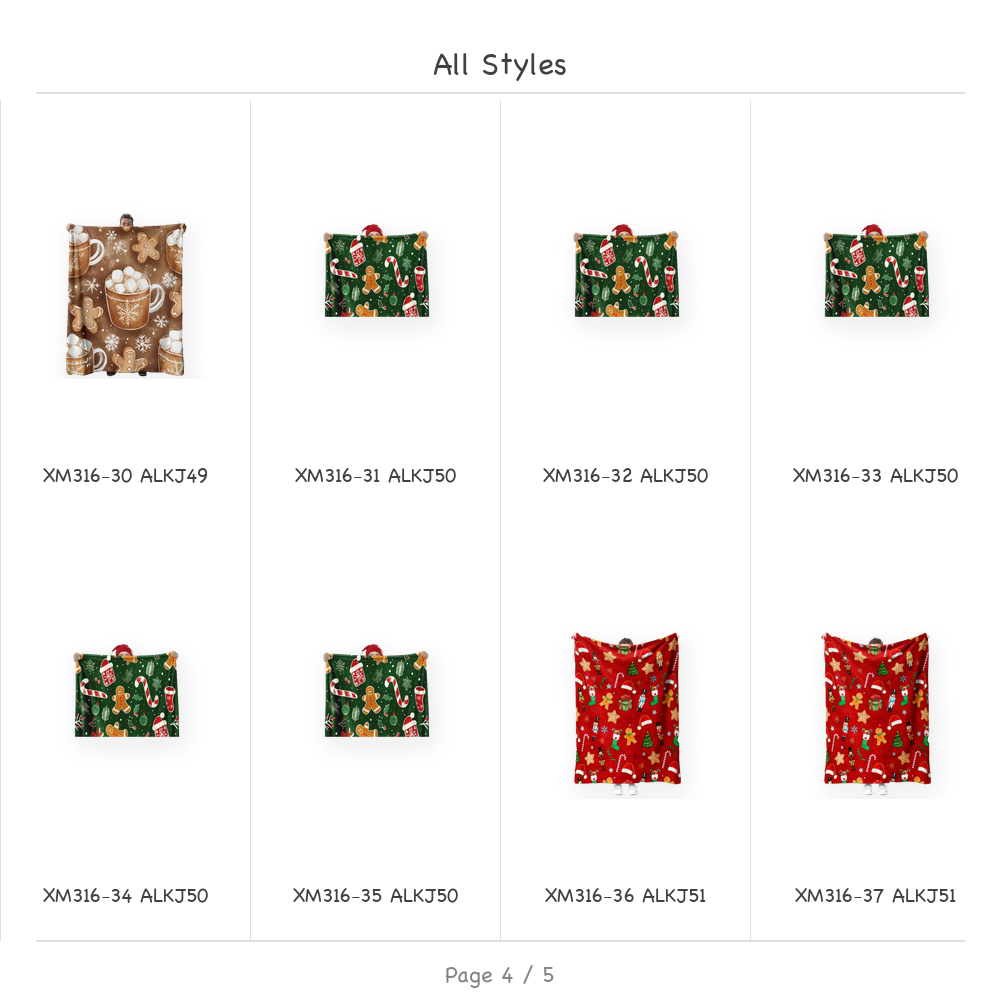 All Styles
XM316-30 ALKJ49
XM316-31 ALKJ50
XM316-32 ALKJ50
XM316-33 ALKJ50
XM316-34 ALKJ50
XM316-35 ALKJ50
XM316-36 ALKJ51
XM316-37 ALKJ51
Page 4 / 5